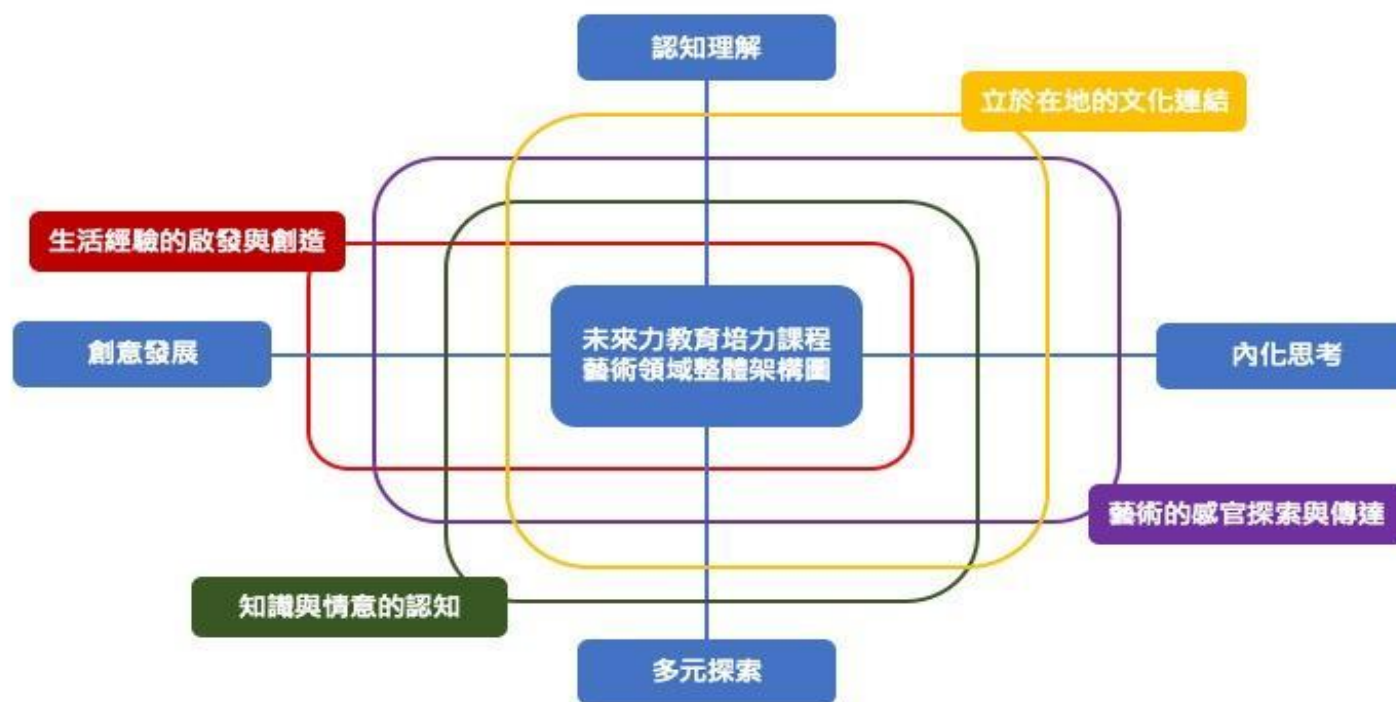 認知理解
立於在地的文化連結
生活經驗的啟發與創造
創意發展
未來力教育培力課程
藝術領域整體架構圖
內化思考
藝術的感官探索與傳達
知識與情意的認知
多元探索